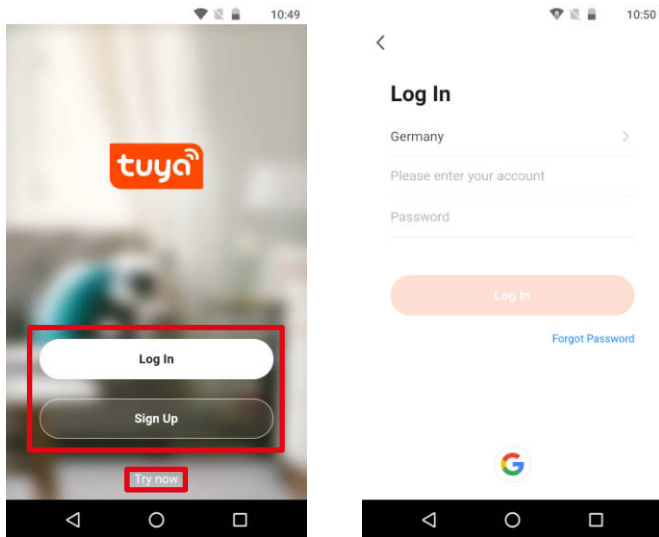 10:49
tuya
Log In
Sign Up
Try now
10:50
Log In
Germany
Please enter your account
Password
Log In
Forgot Password
G